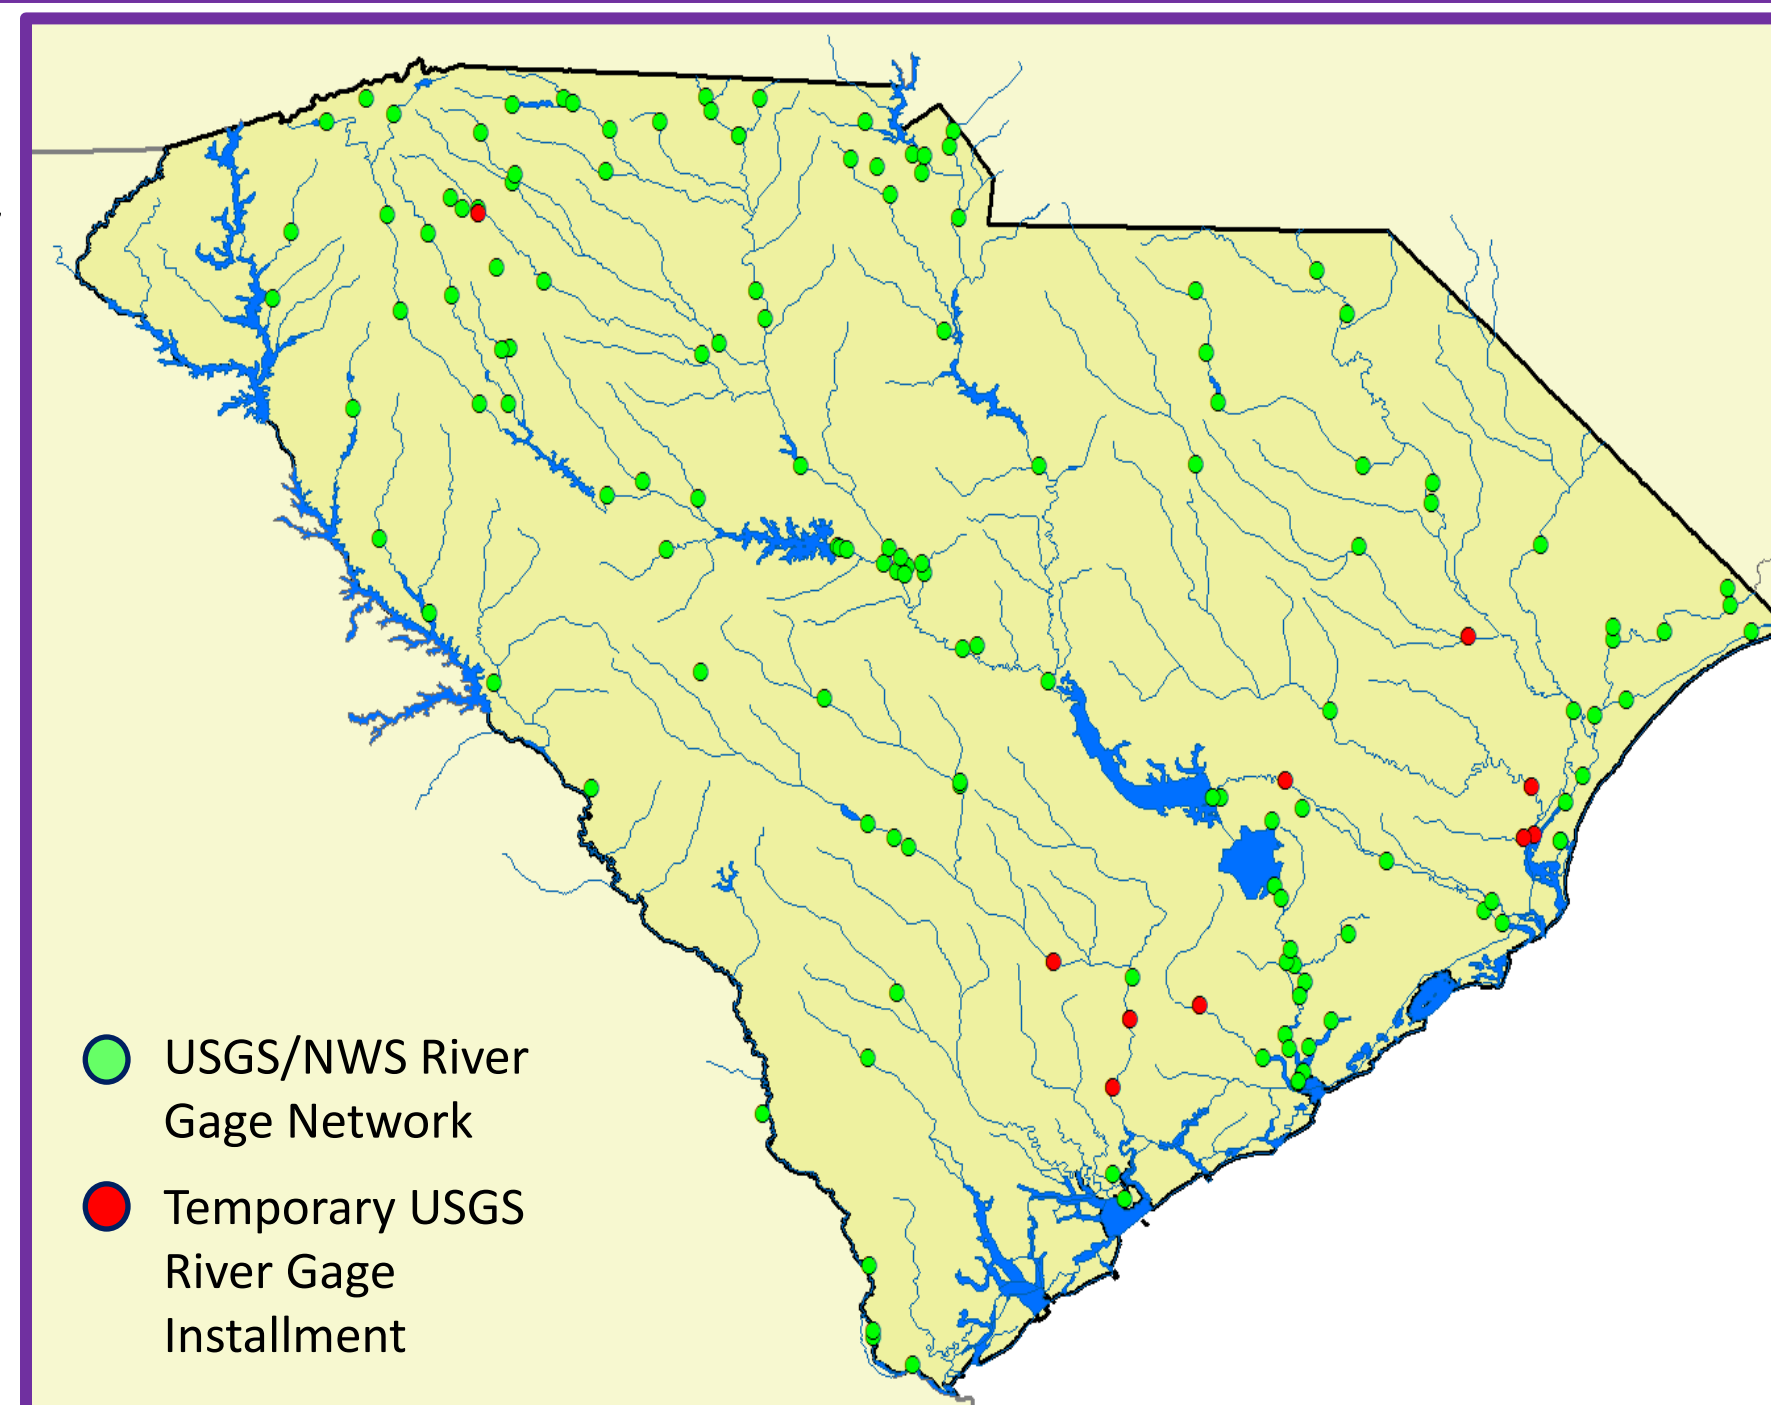 USGS/NWS River
Gage Network
Temporary USGS
River Gage
Installment